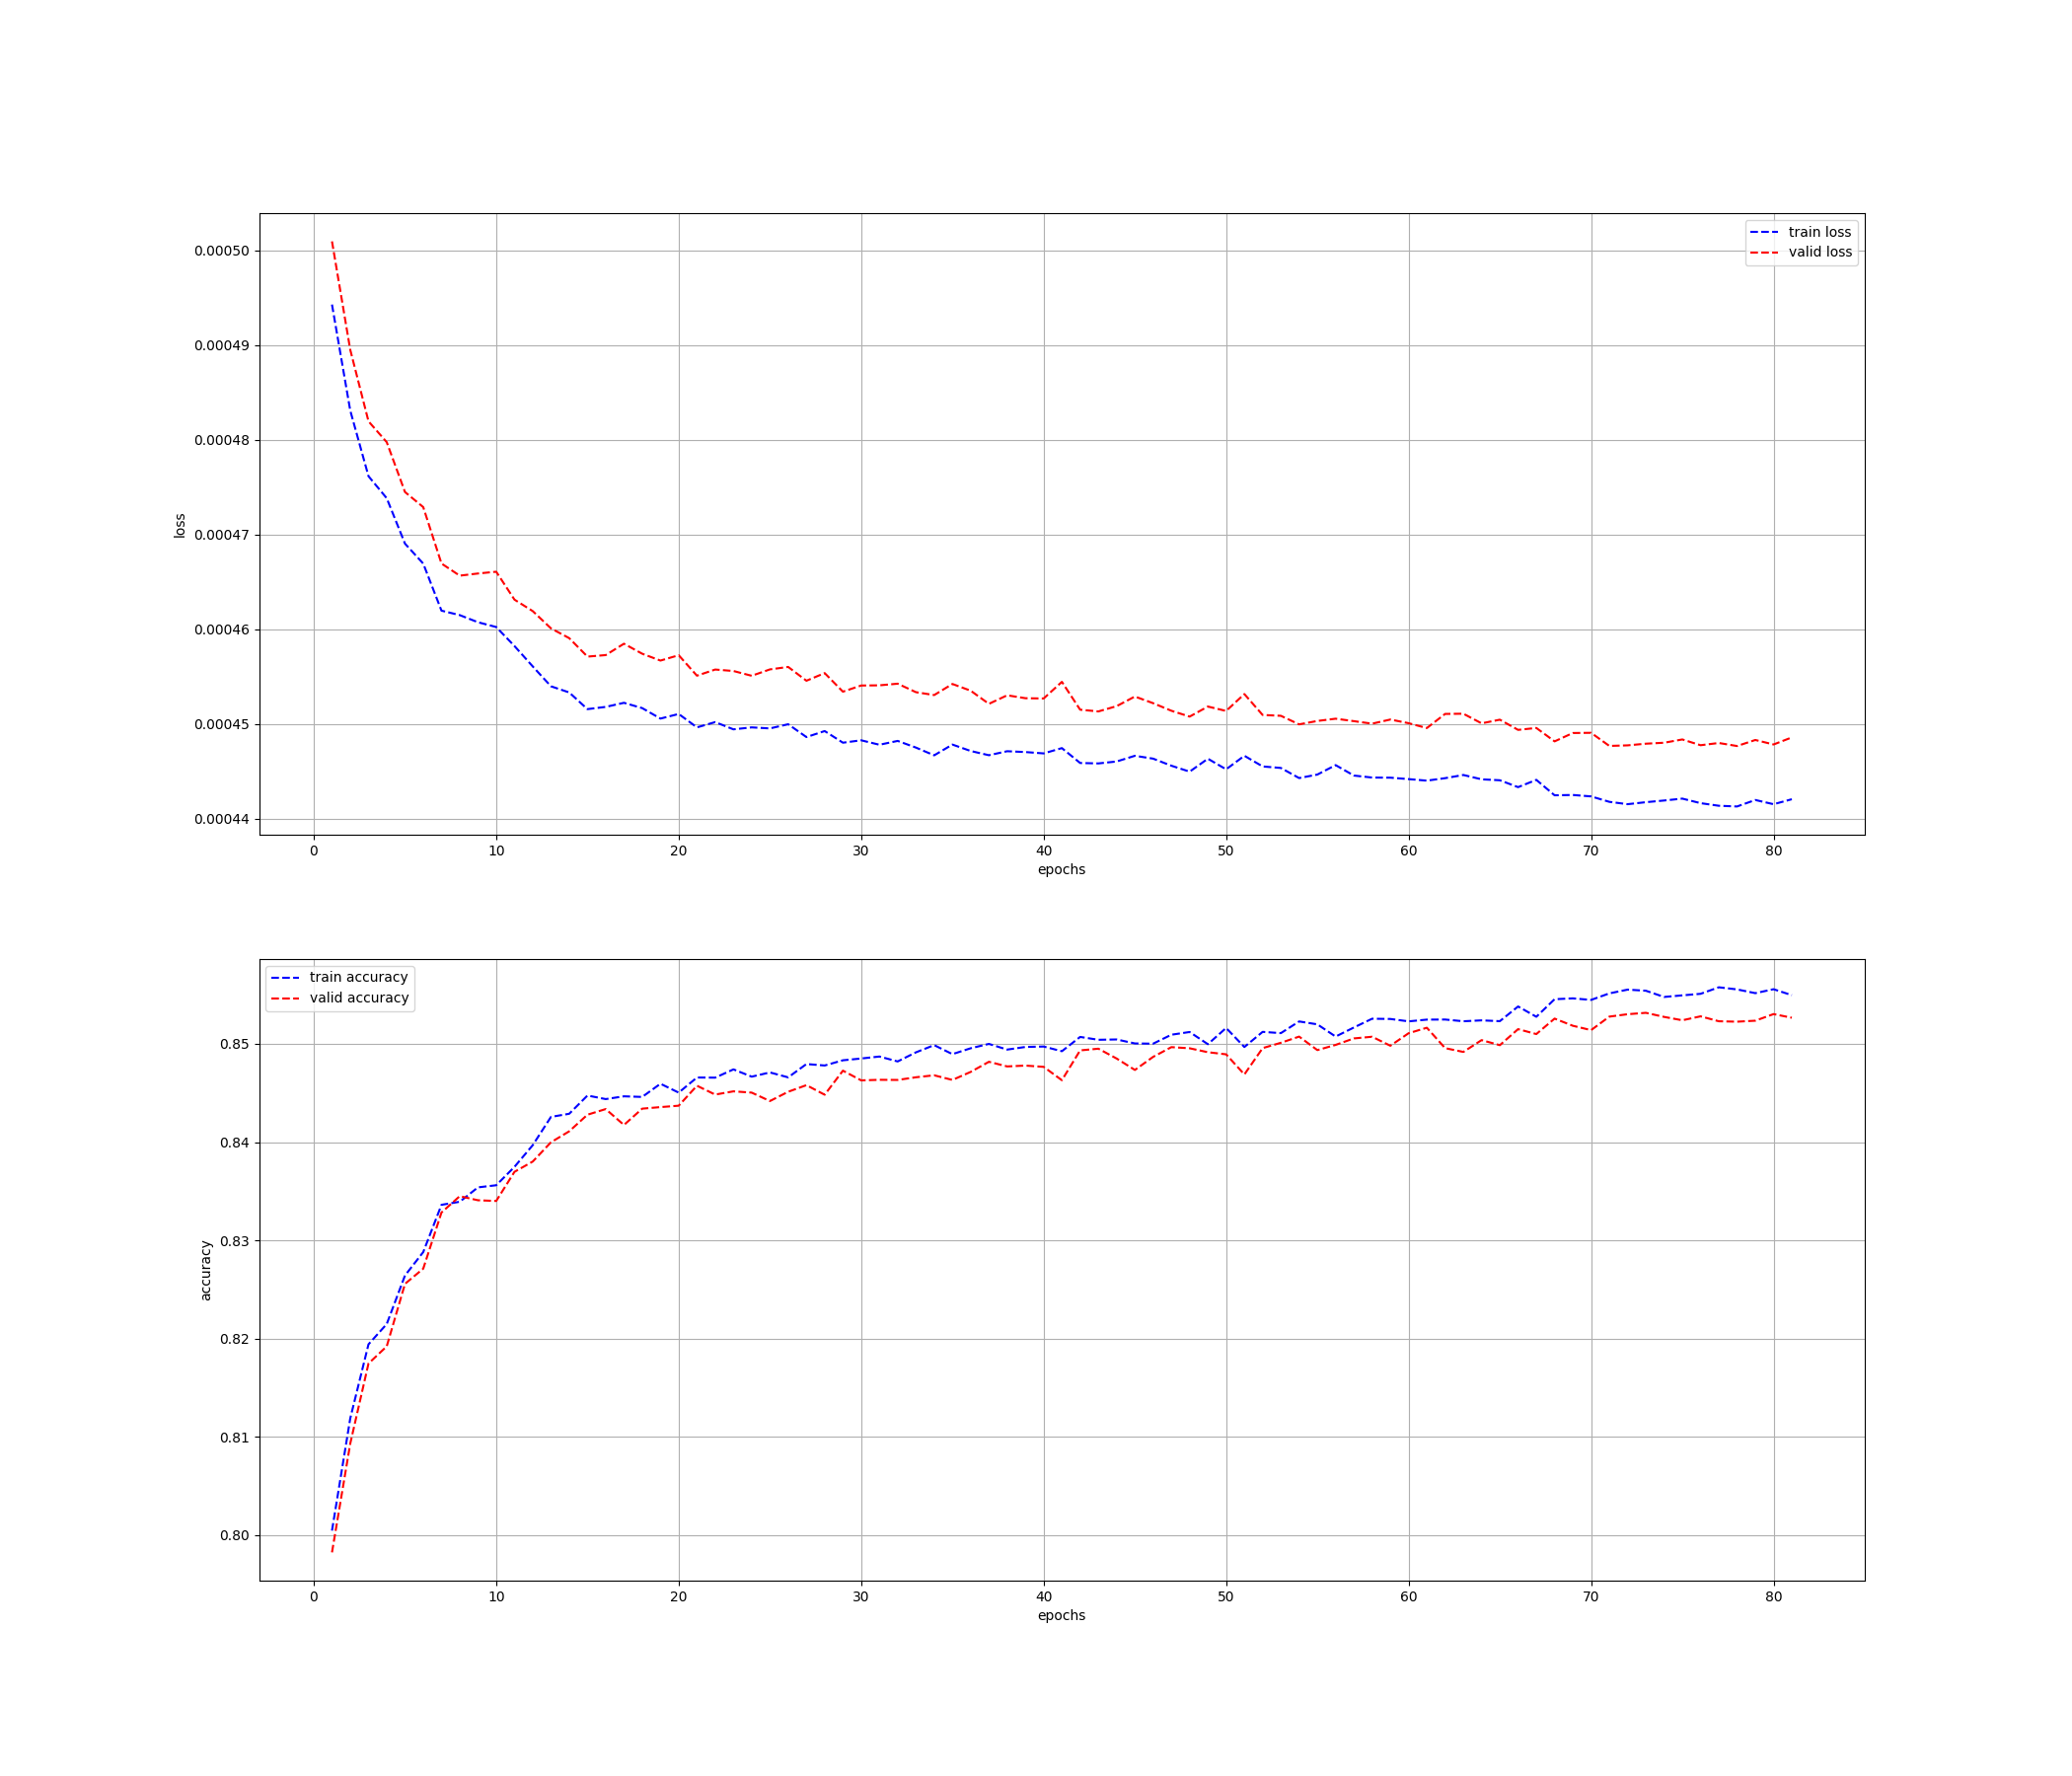 train loss
valid loss
0.00050
0.00049
0.00048
0.00047
0.00046
0.00045
0.00044
loss
0 10 20 30 40 50 60 70 80
epochs
train accuracy
valid accuracy
0.85
0.84
0.83
0.82
0.81
0.80
accuracy
0 10 20 30 40 50 60 70 80
epochs